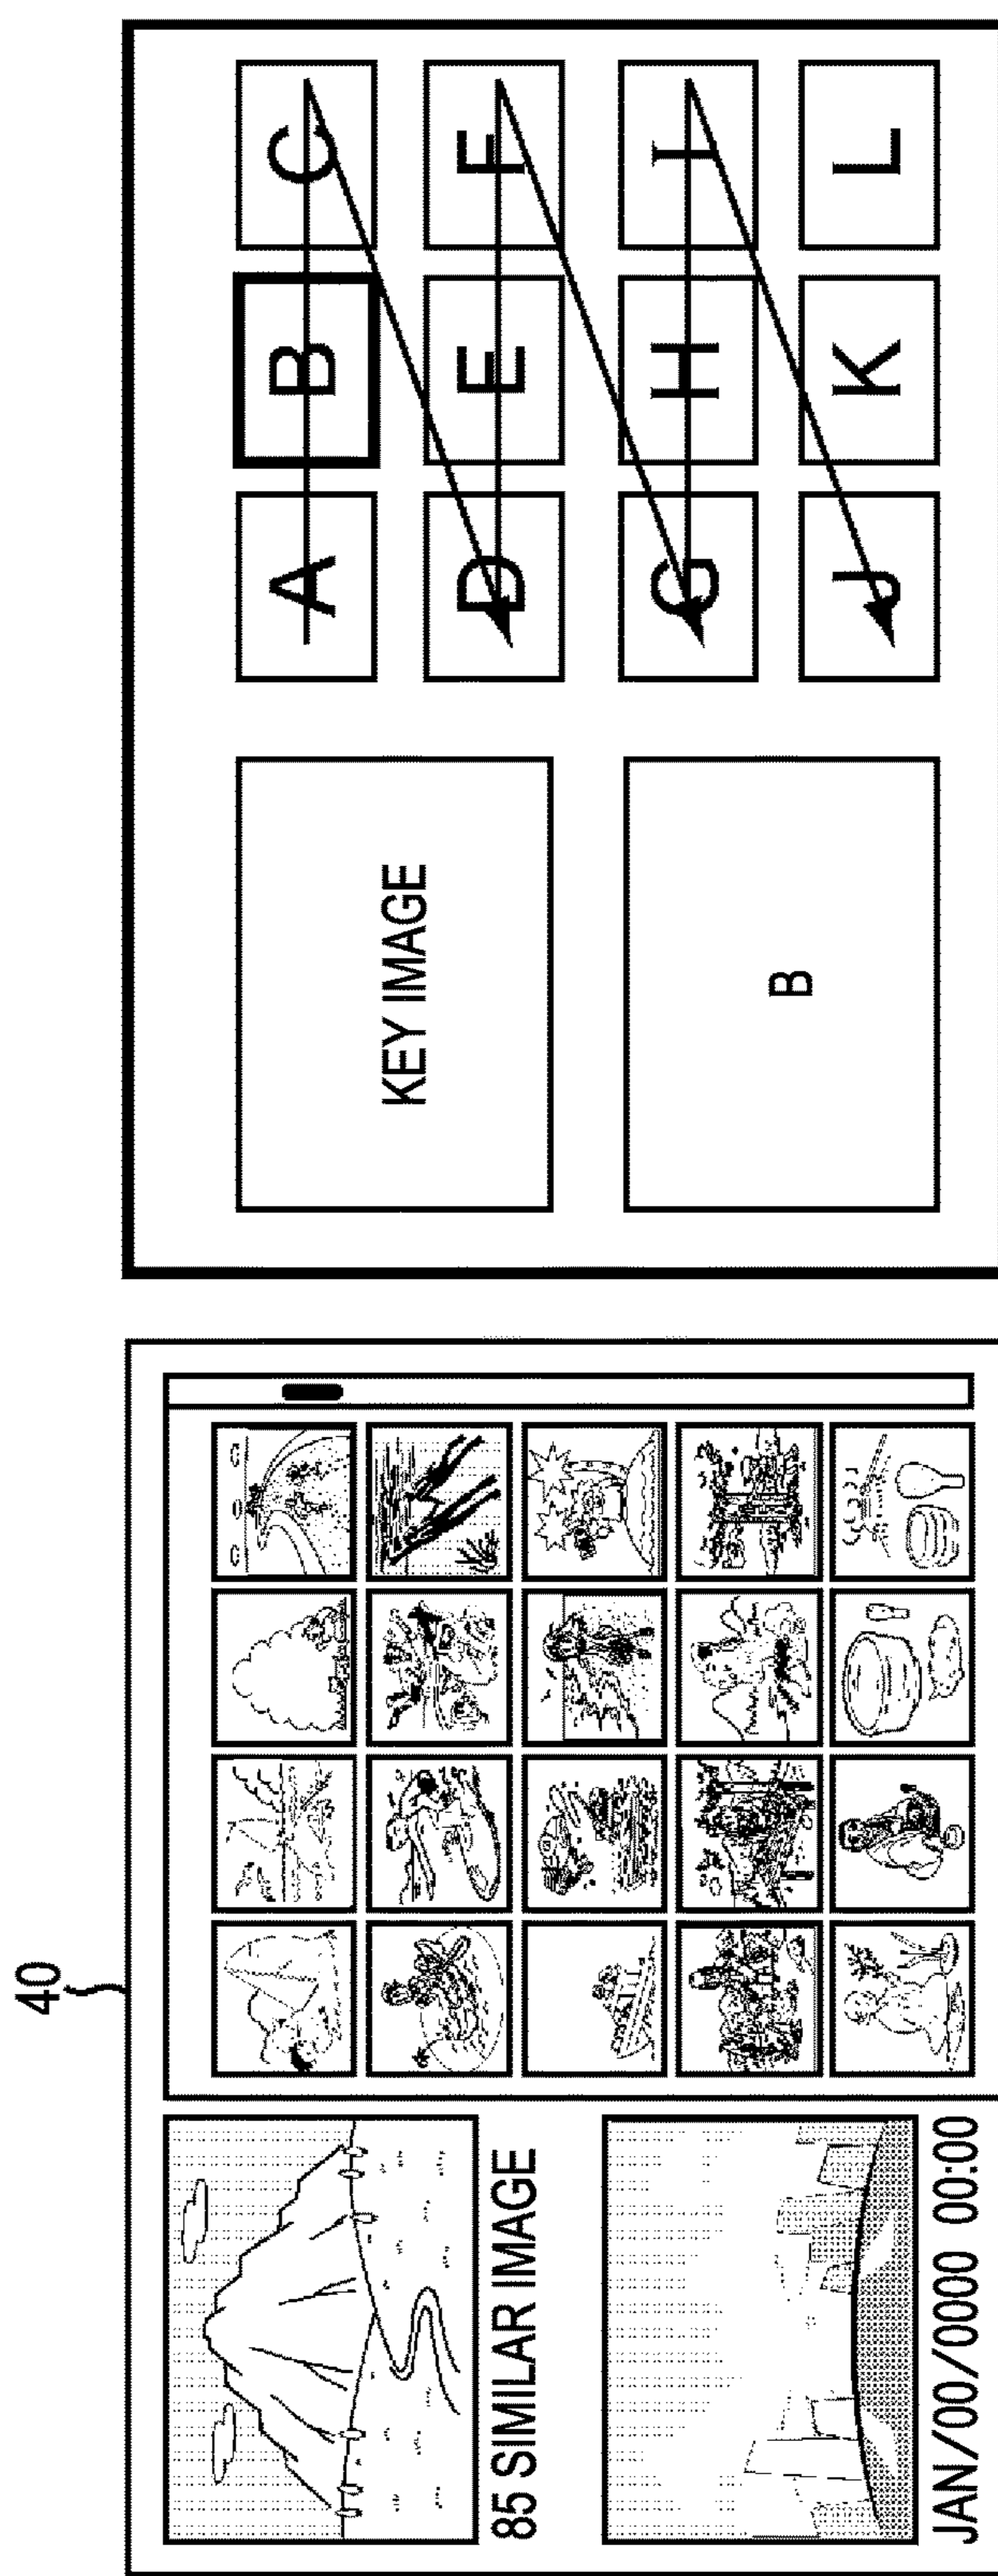 40
85 SIMILAR IMAGE
JAN/00/0000 00:00
KEY IMAGE
B
A B C
D E F
G H I
J K L